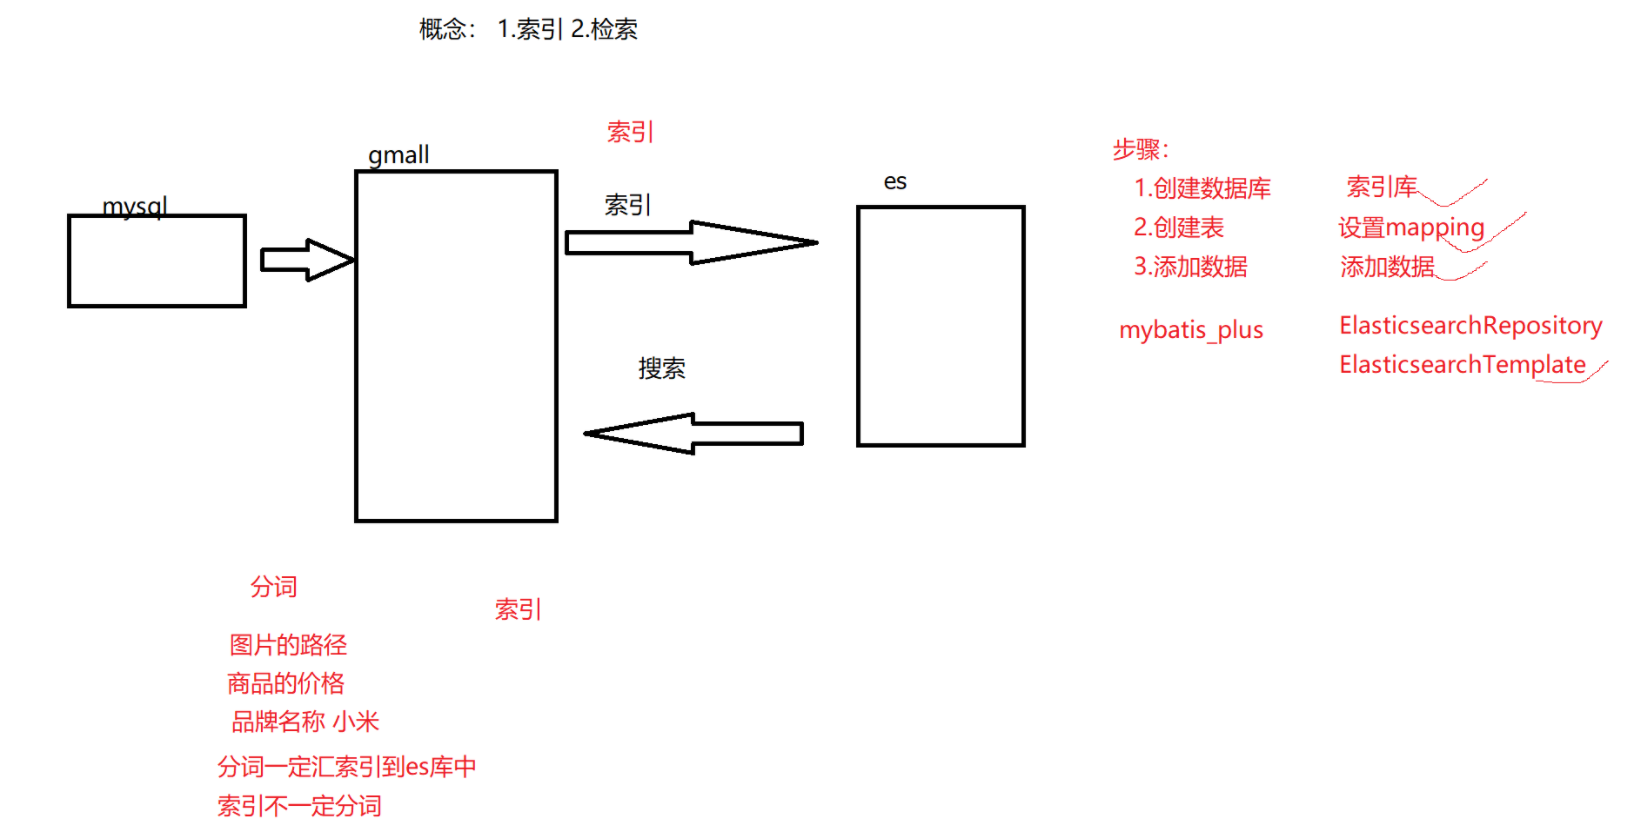 概念： 1.索引 2.检索
索引
gmall
mysql
索引
es
搜索
步骤：
1.创建数据库 索引库
2.创建表 设置mapping
3.添加数据 添加数据
mybatis_plus ElasticsearchRepository
ElasticsearchTemplate
分词
索引
图片的路径
商品的价格
品牌名称 小米
分词一定汇索引到es库中
索引不一定分词